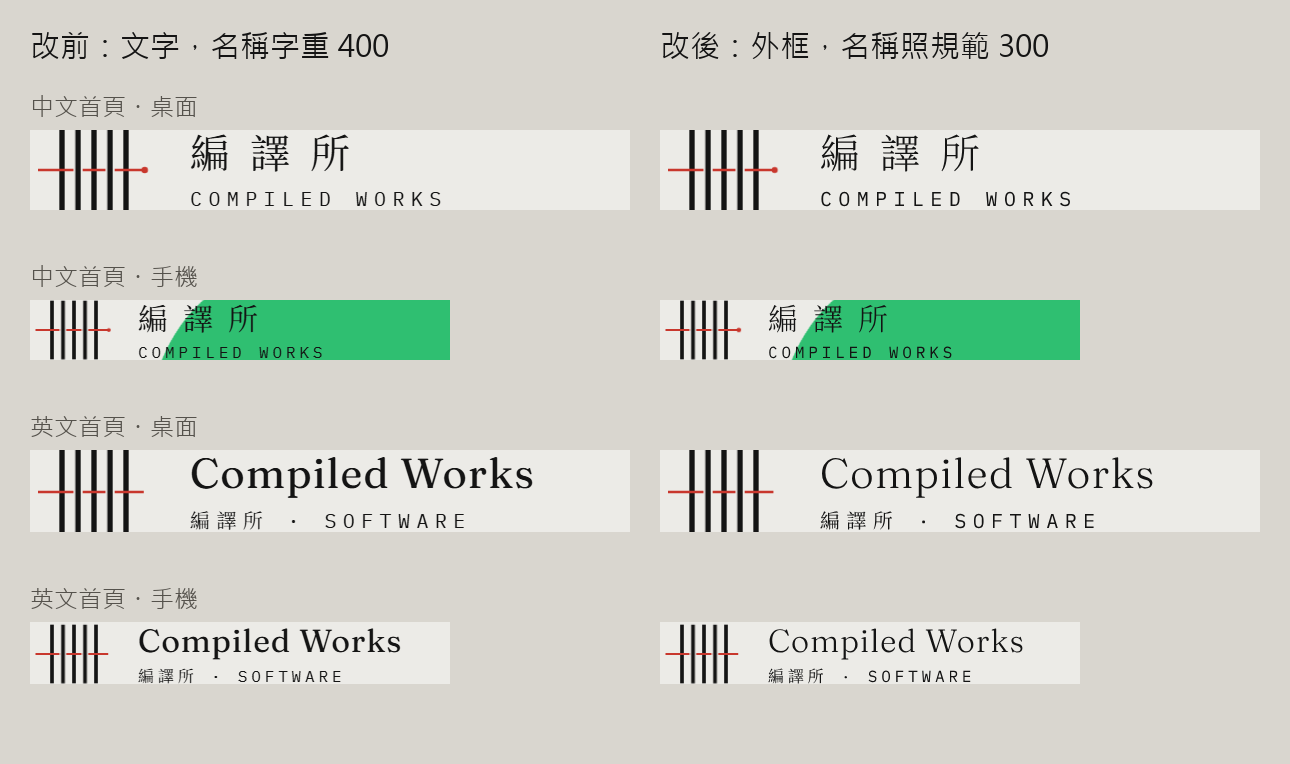 改前：文字，名稱字重 400
改後：外框，名稱照規範 300
中文首頁・桌面
編譯所
COMPILED WORKS
編譯所
COMPILED WORKS
中文首頁・手機
編譯所
COMPILED WORKS
編譯所
COMPILED WORKS
英文首頁・桌面
Compiled Works
編譯所 · SOFTWARE
Compiled Works
編譯所 · SOFTWARE
英文首頁・手機
Compiled Works
編譯所 · SOFTWARE
Compiled Works
編譯所 · SOFTWARE